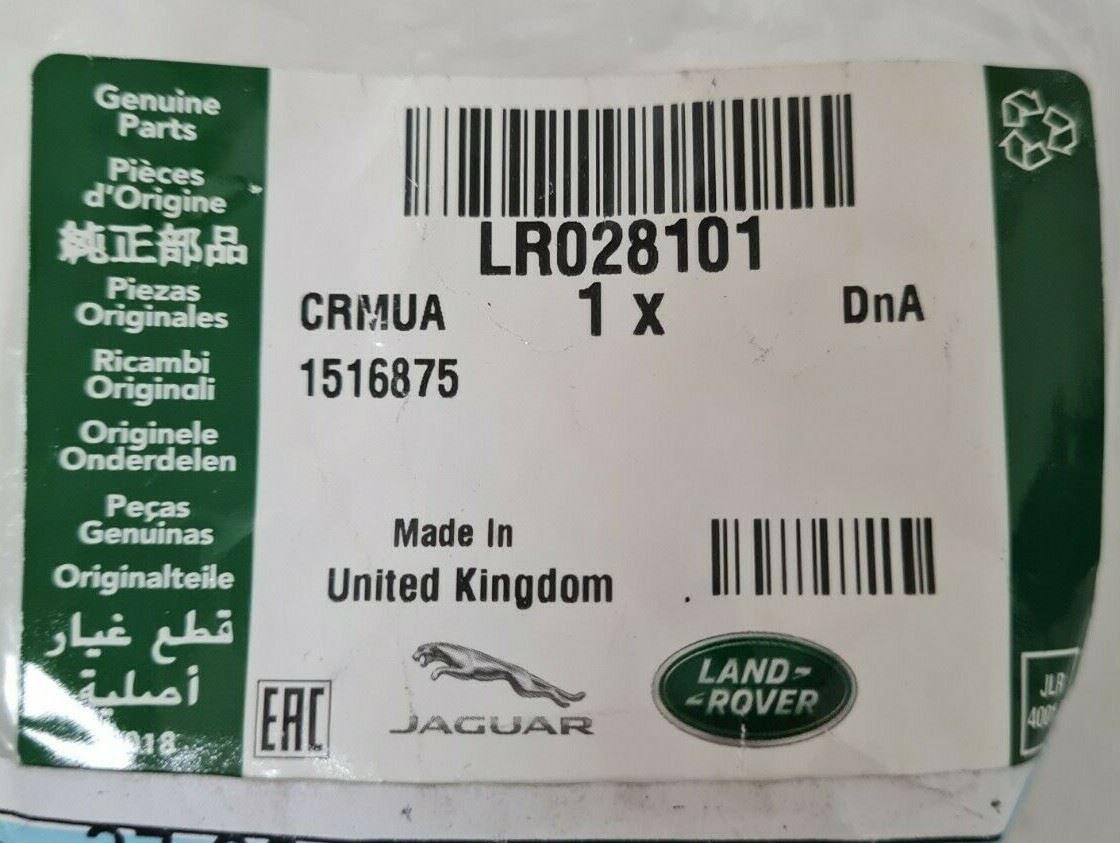 Genuine
Parts
Pièces
d'Origine
純正部品
Piezas
Originales
Ricambi
Originali
Originele
Onderdelen
Peças
Genuinas
Originalteile
قطع غيار
أصلية
LR028101
CRMUA
1 x
DnA
1516875
Made In
United Kingdom
EAC
JAGUAR
LAND
ROVER
JLR